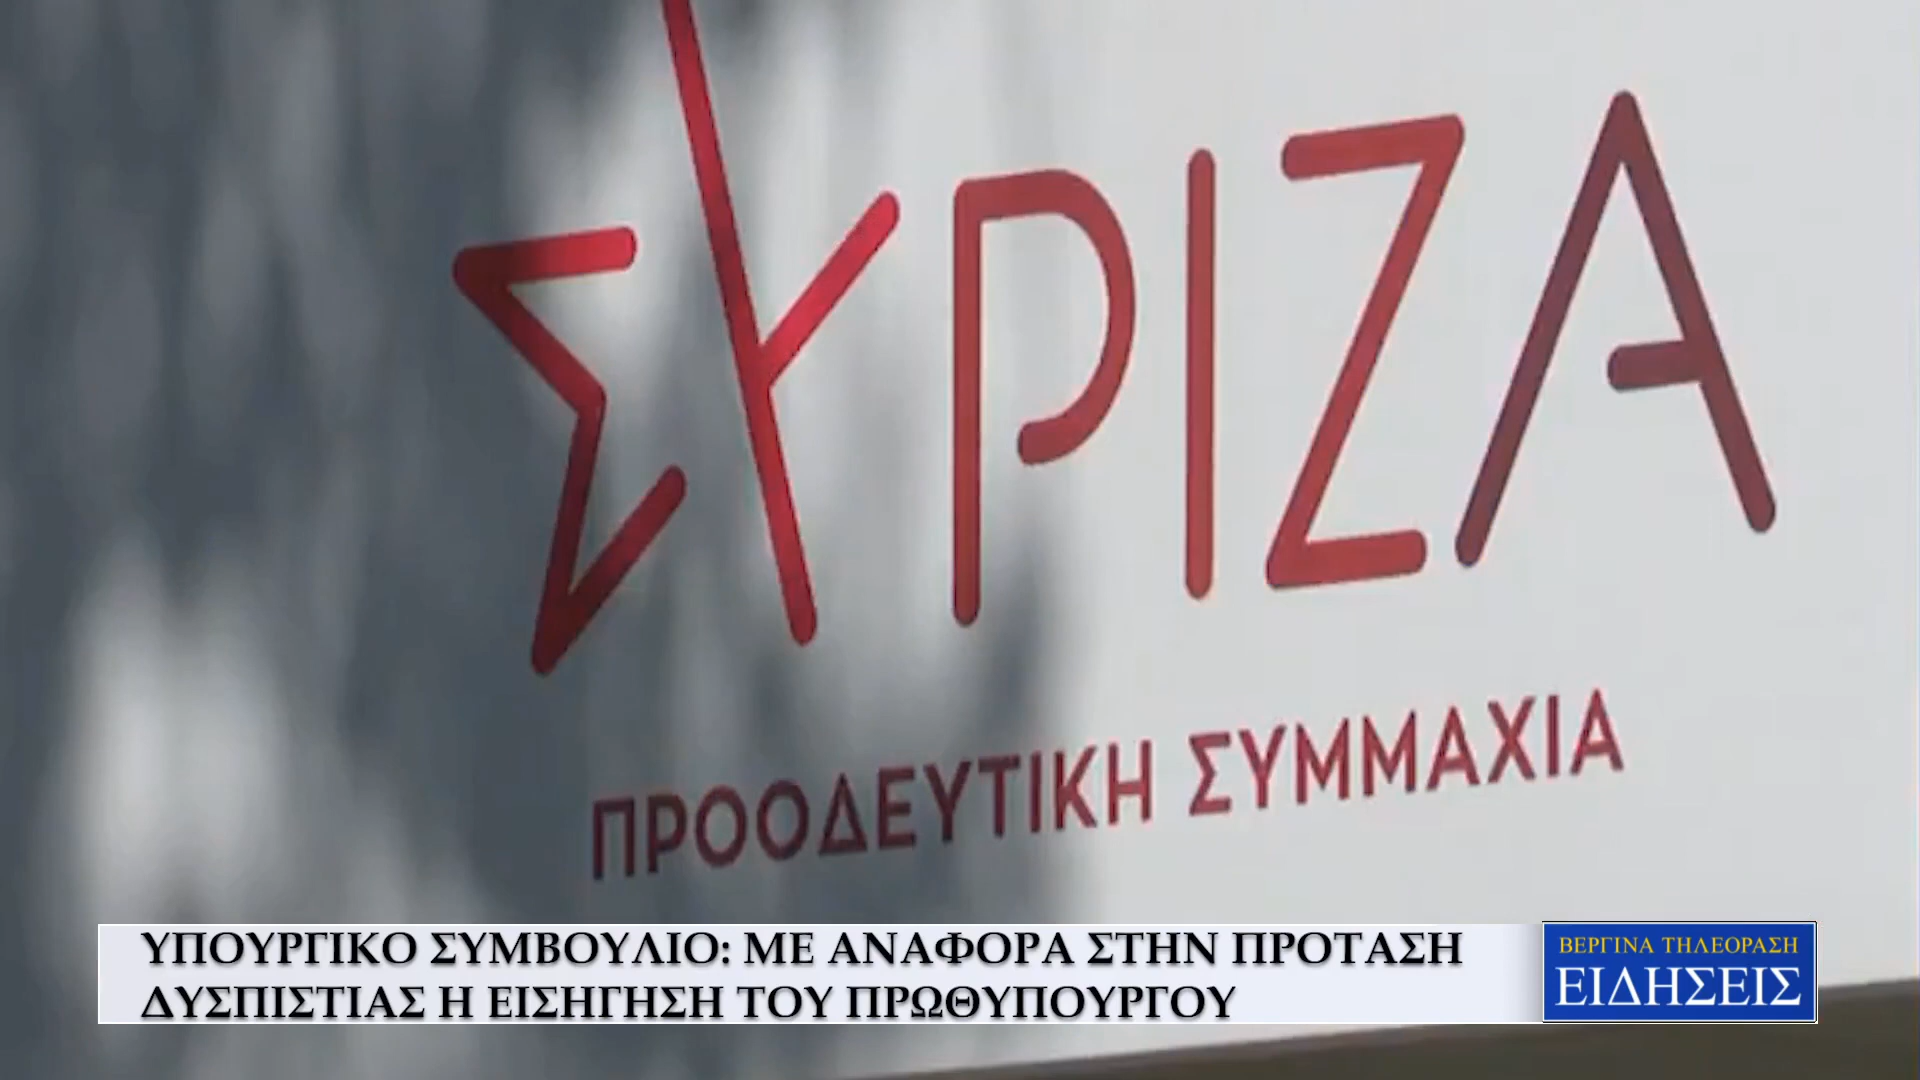 ΣΥΡΙΖΑ
ΠΡΟΟΔΕΥΤΙΚΗ ΣΥΜΜΑΧΙΑ
ΥΠΟΥΡΓΙΚΟ ΣΥΜΒΟΥΛΙΟ: ΜΕ ΑΝΑΦΟΡΑ ΣΤΗΝ ΠΡΟΤΑΣΗ
ΔΥΣΠΙΣΤΙΑΣ Η ΕΙΣΗΓΗΣΗ ΤΟΥ ΠΡΩΘΥΠΟΥΡΓΟΥ
ΒΕΡΓΙΝΑ ΤΗΛΕΟΡΑΣΗ
ΕΙΔΗΣΕΙΣ